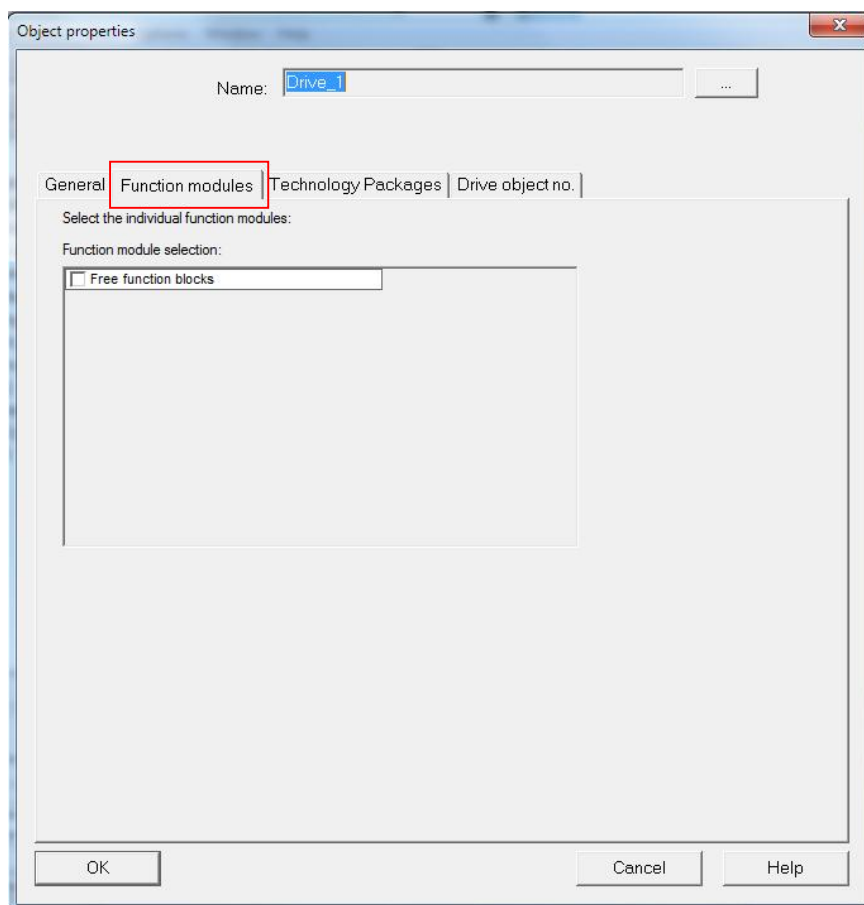 Object properties
Name: Drive_1 ...
General Function modules Technology Packages Drive object no.
Select the individual function modules:
Function module selection:
Free function blocks
OK Cancel Help